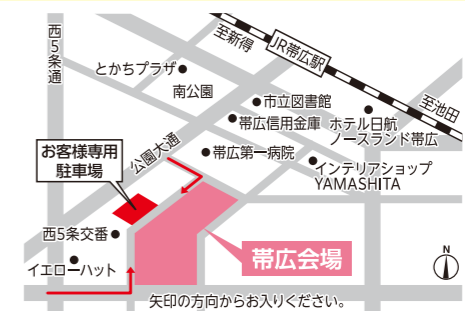 西5条通
至新得
JR帯広駅
至池田
とかちプラザ
南公園
市立図書館
帯広信用金庫
ホテル日航
ノースランド帯広
公園大通
帯広第一病院
インテリアショップ
YAMASHITA
お客様専用
駐車場
西5条交番
イエローハット
帯広会場
N
矢印の方向からお入りください。